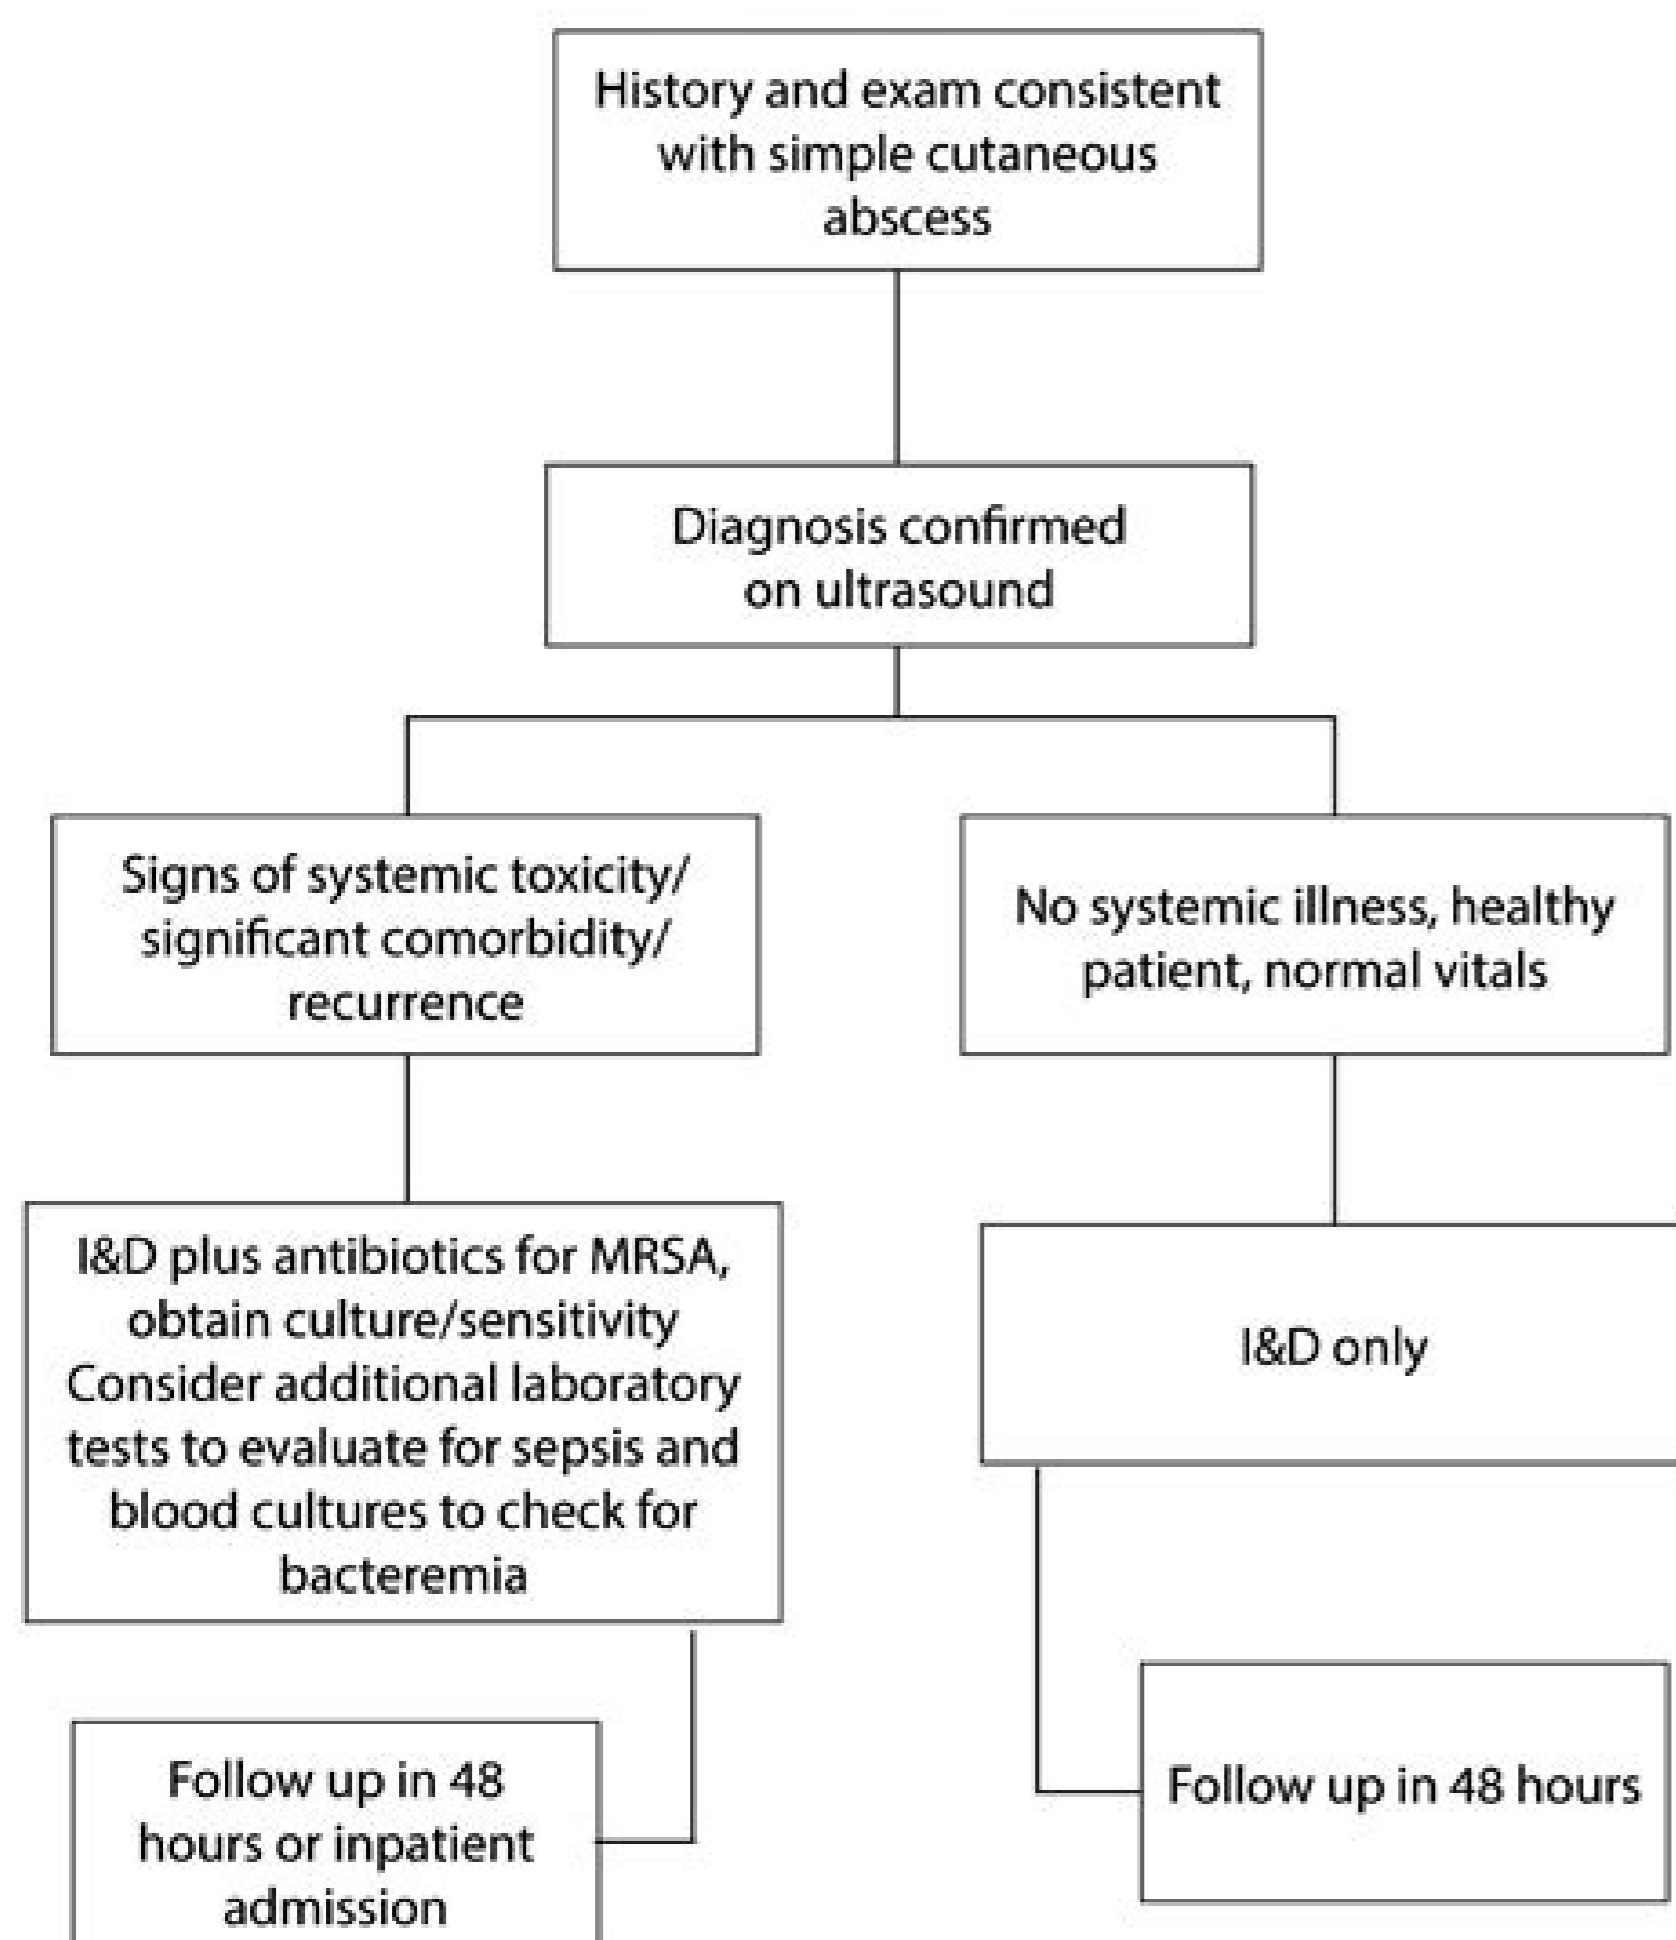 History and exam consistent
with simple cutaneous
abscess
Diagnosis confirmed
on ultrasound
Signs of systemic toxicity/
significant comorbidity/
recurrence
No systemic illness, healthy
patient, normal vitals
I&D plus antibiotics for MRSA,
obtain culture/sensitivity
Consider additional laboratory
tests to evaluate for sepsis and
blood cultures to check for
bacteremia
I&D only
Follow up in 48
hours or inpatient
admission
Follow up in 48 hours